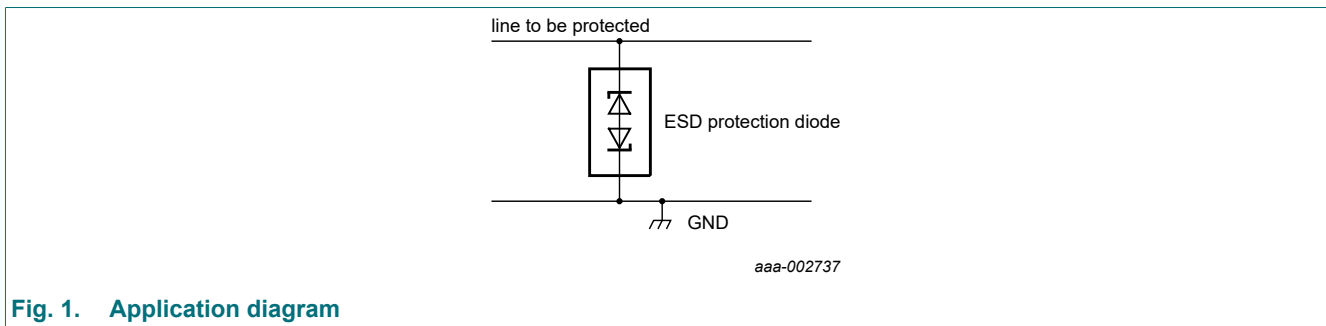 line to be protected
ESD protection diode
GND
aaa-002737
Fig. 1. Application diagram